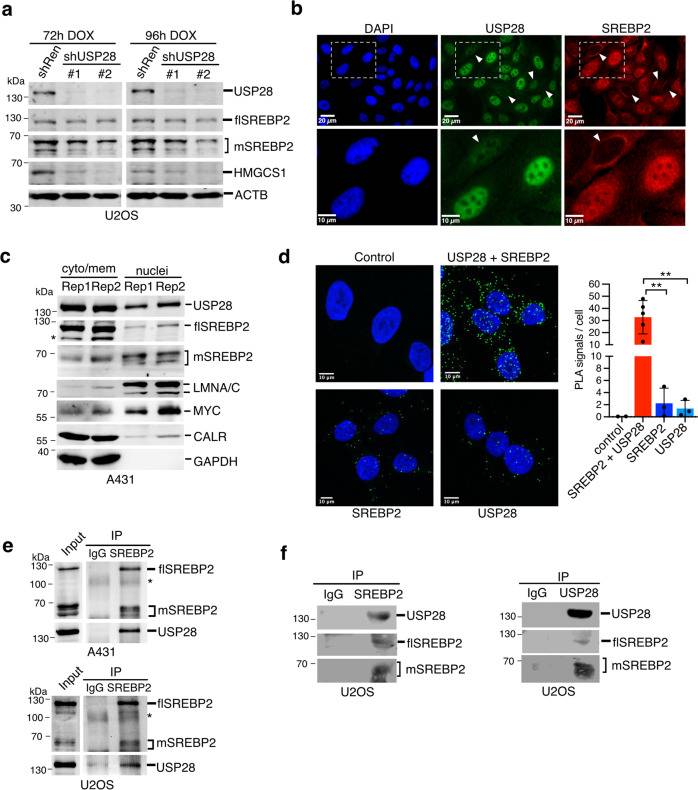 a
72h DOX 96h DOX
shRen shUSP28 shRen shUSP28
kDa #1 #2 #1 #2
130 USP28
130 flSREBP2
70 mSREBP2
70 HMGCS1
ACTB
30
U2OS
b
DAPI USP28 SREBP2
20 µm 20 µm 20 µm
10 µm 10 µm 10 µm
c
cyto/mem nuclei
kDa Rep1 Rep2 Rep1 Rep2
130 USP28
130 flSREBP2
100
*
70 mSREBP2
70 LMNA/C
55 MYC
55 CALR
40 GAPDH
A431
d
Control USP28 + SREBP2
10 µm 10 µm
10 µm 10 µm
SREBP2 USP28
PLA signals / cell
60
50
40
30
20
10
10
8
6
4
2
0
**
**
control
SREBP2 + USP28
SREBP2
USP28
e
Input IP
kDa IgG SREBP2
130 flSREBP2
100 *
70 mSREBP2
130 USP28
A431
Input IP
kDa IgG SREBP2
130 flSREBP2
100 *
70 mSREBP2
130 USP28
U2OS
f
IP
kDa IgG SREBP2
130 USP28
130 flSREBP2
70 mSREBP2
U2OS
IP
kDa IgG USP28
130 USP28
130 flSREBP2
70 mSREBP2
U2OS